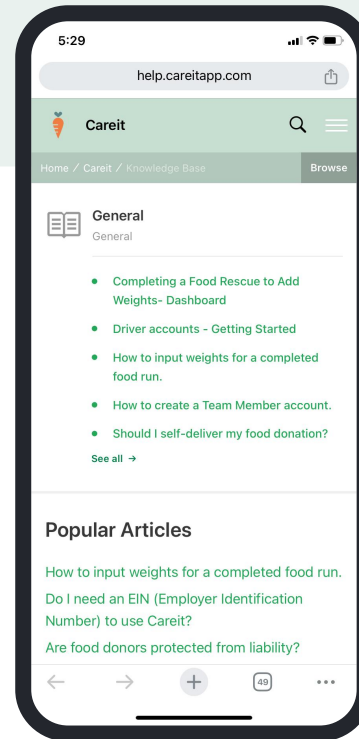 5:29
help.careitapp.com
Careit
Home / Careit / Knowledge Base
Browse
General
General
Completing a Food Rescue to Add
Weights- Dashboard
Driver accounts - Getting Started
How to input weights for a completed
food run.
How to create a Team Member account.
Should I self-deliver my food donation?
See all →
Popular Articles
How to input weights for a completed food run.
Do I need an EIN (Employer Identification
Number) to use Careit?
Are food donors protected from liability?
49